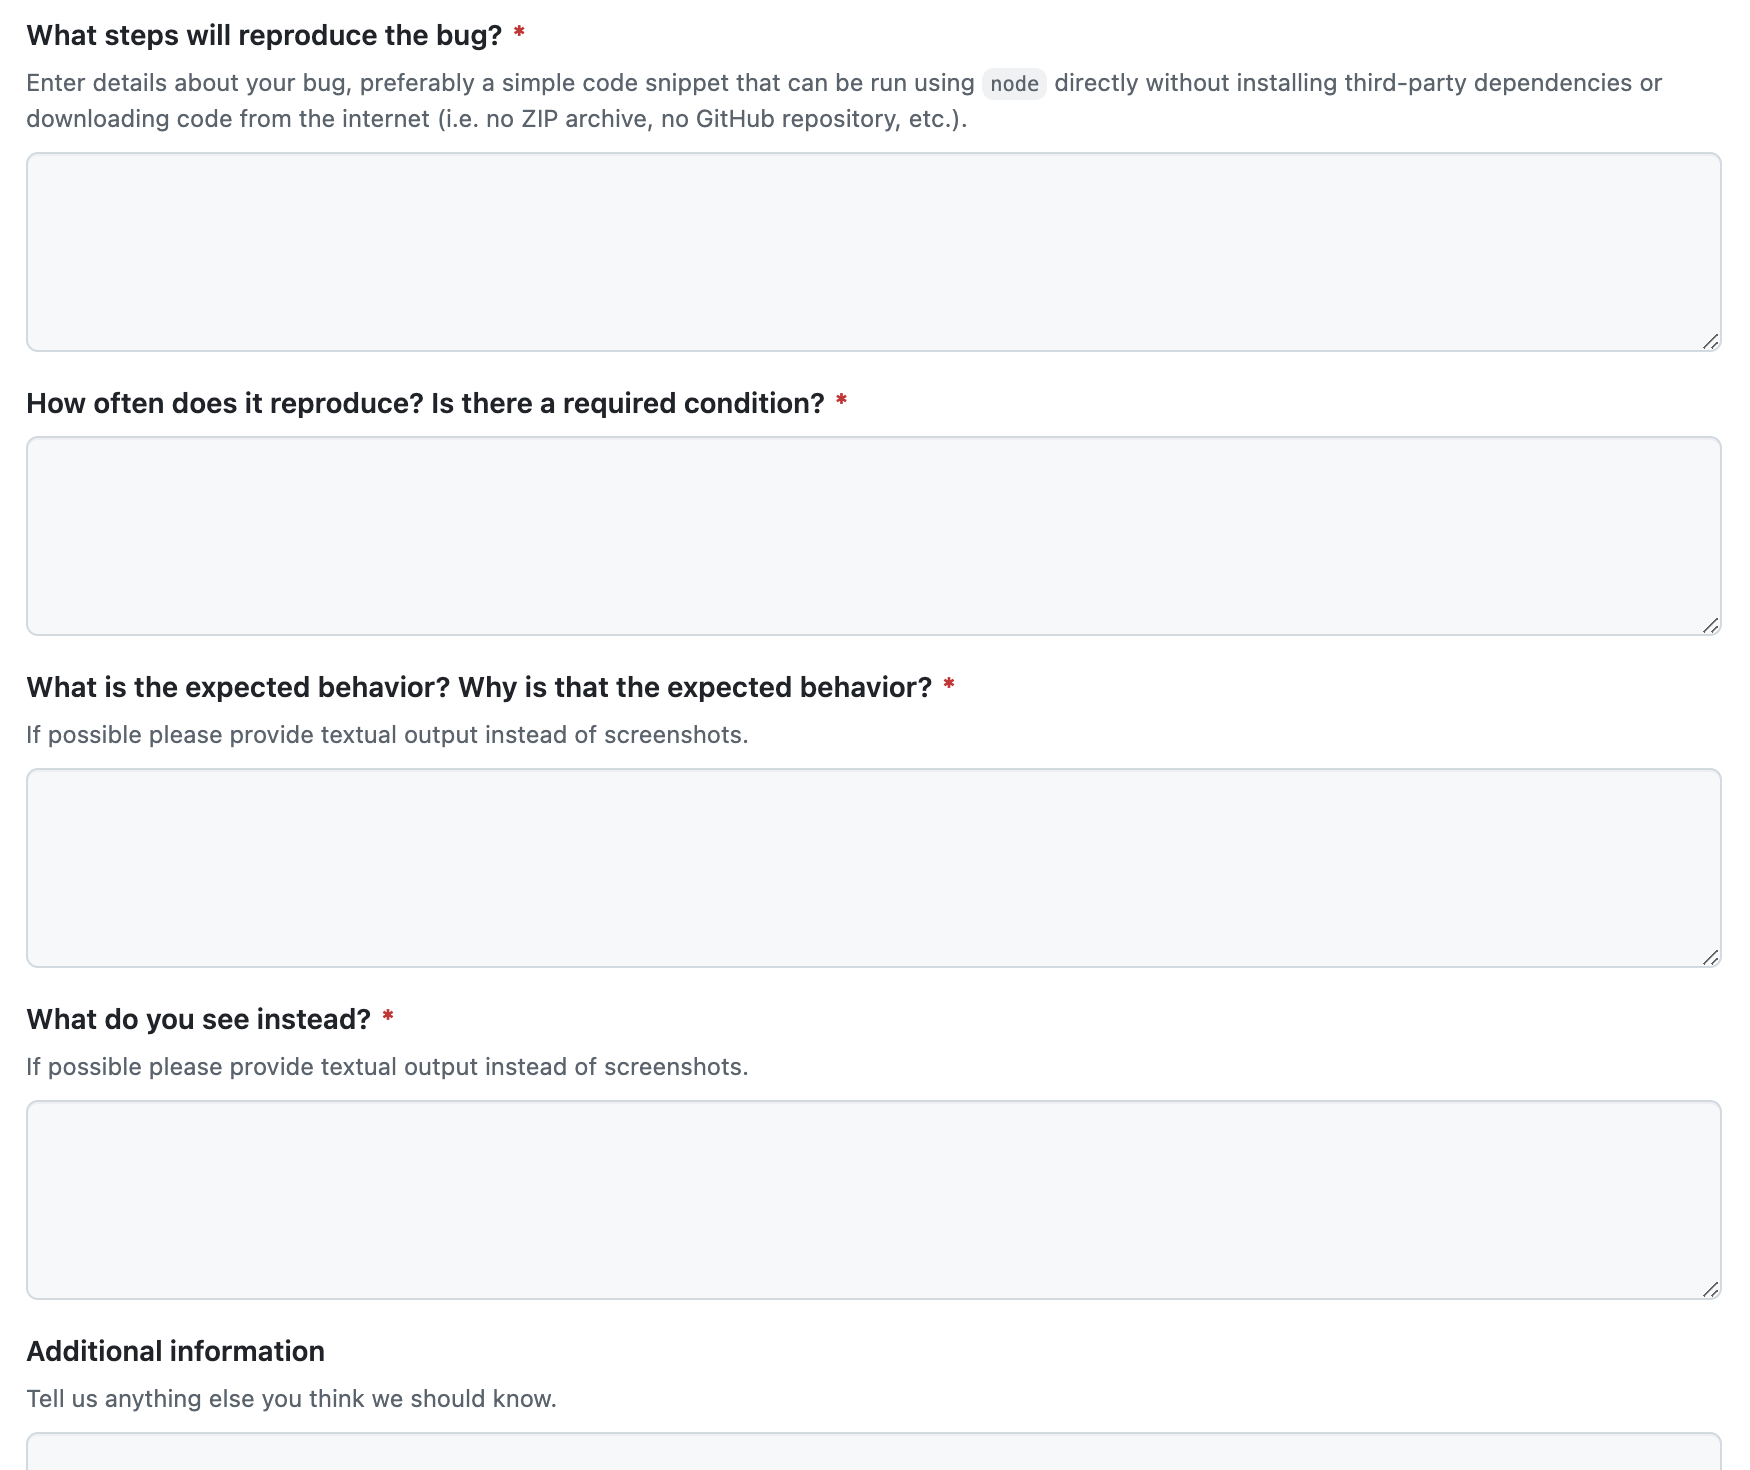 What steps will reproduce the bug? *
Enter details about your bug, preferably a simple code snippet that can be run using node directly without installing third-party dependencies or
downloading code from the internet (i.e. no ZIP archive, no GitHub repository, etc.).
How often does it reproduce? Is there a required condition? *
What is the expected behavior? Why is that the expected behavior? *
If possible please provide textual output instead of screenshots.
What do you see instead? *
If possible please provide textual output instead of screenshots.
Additional information
Tell us anything else you think we should know.